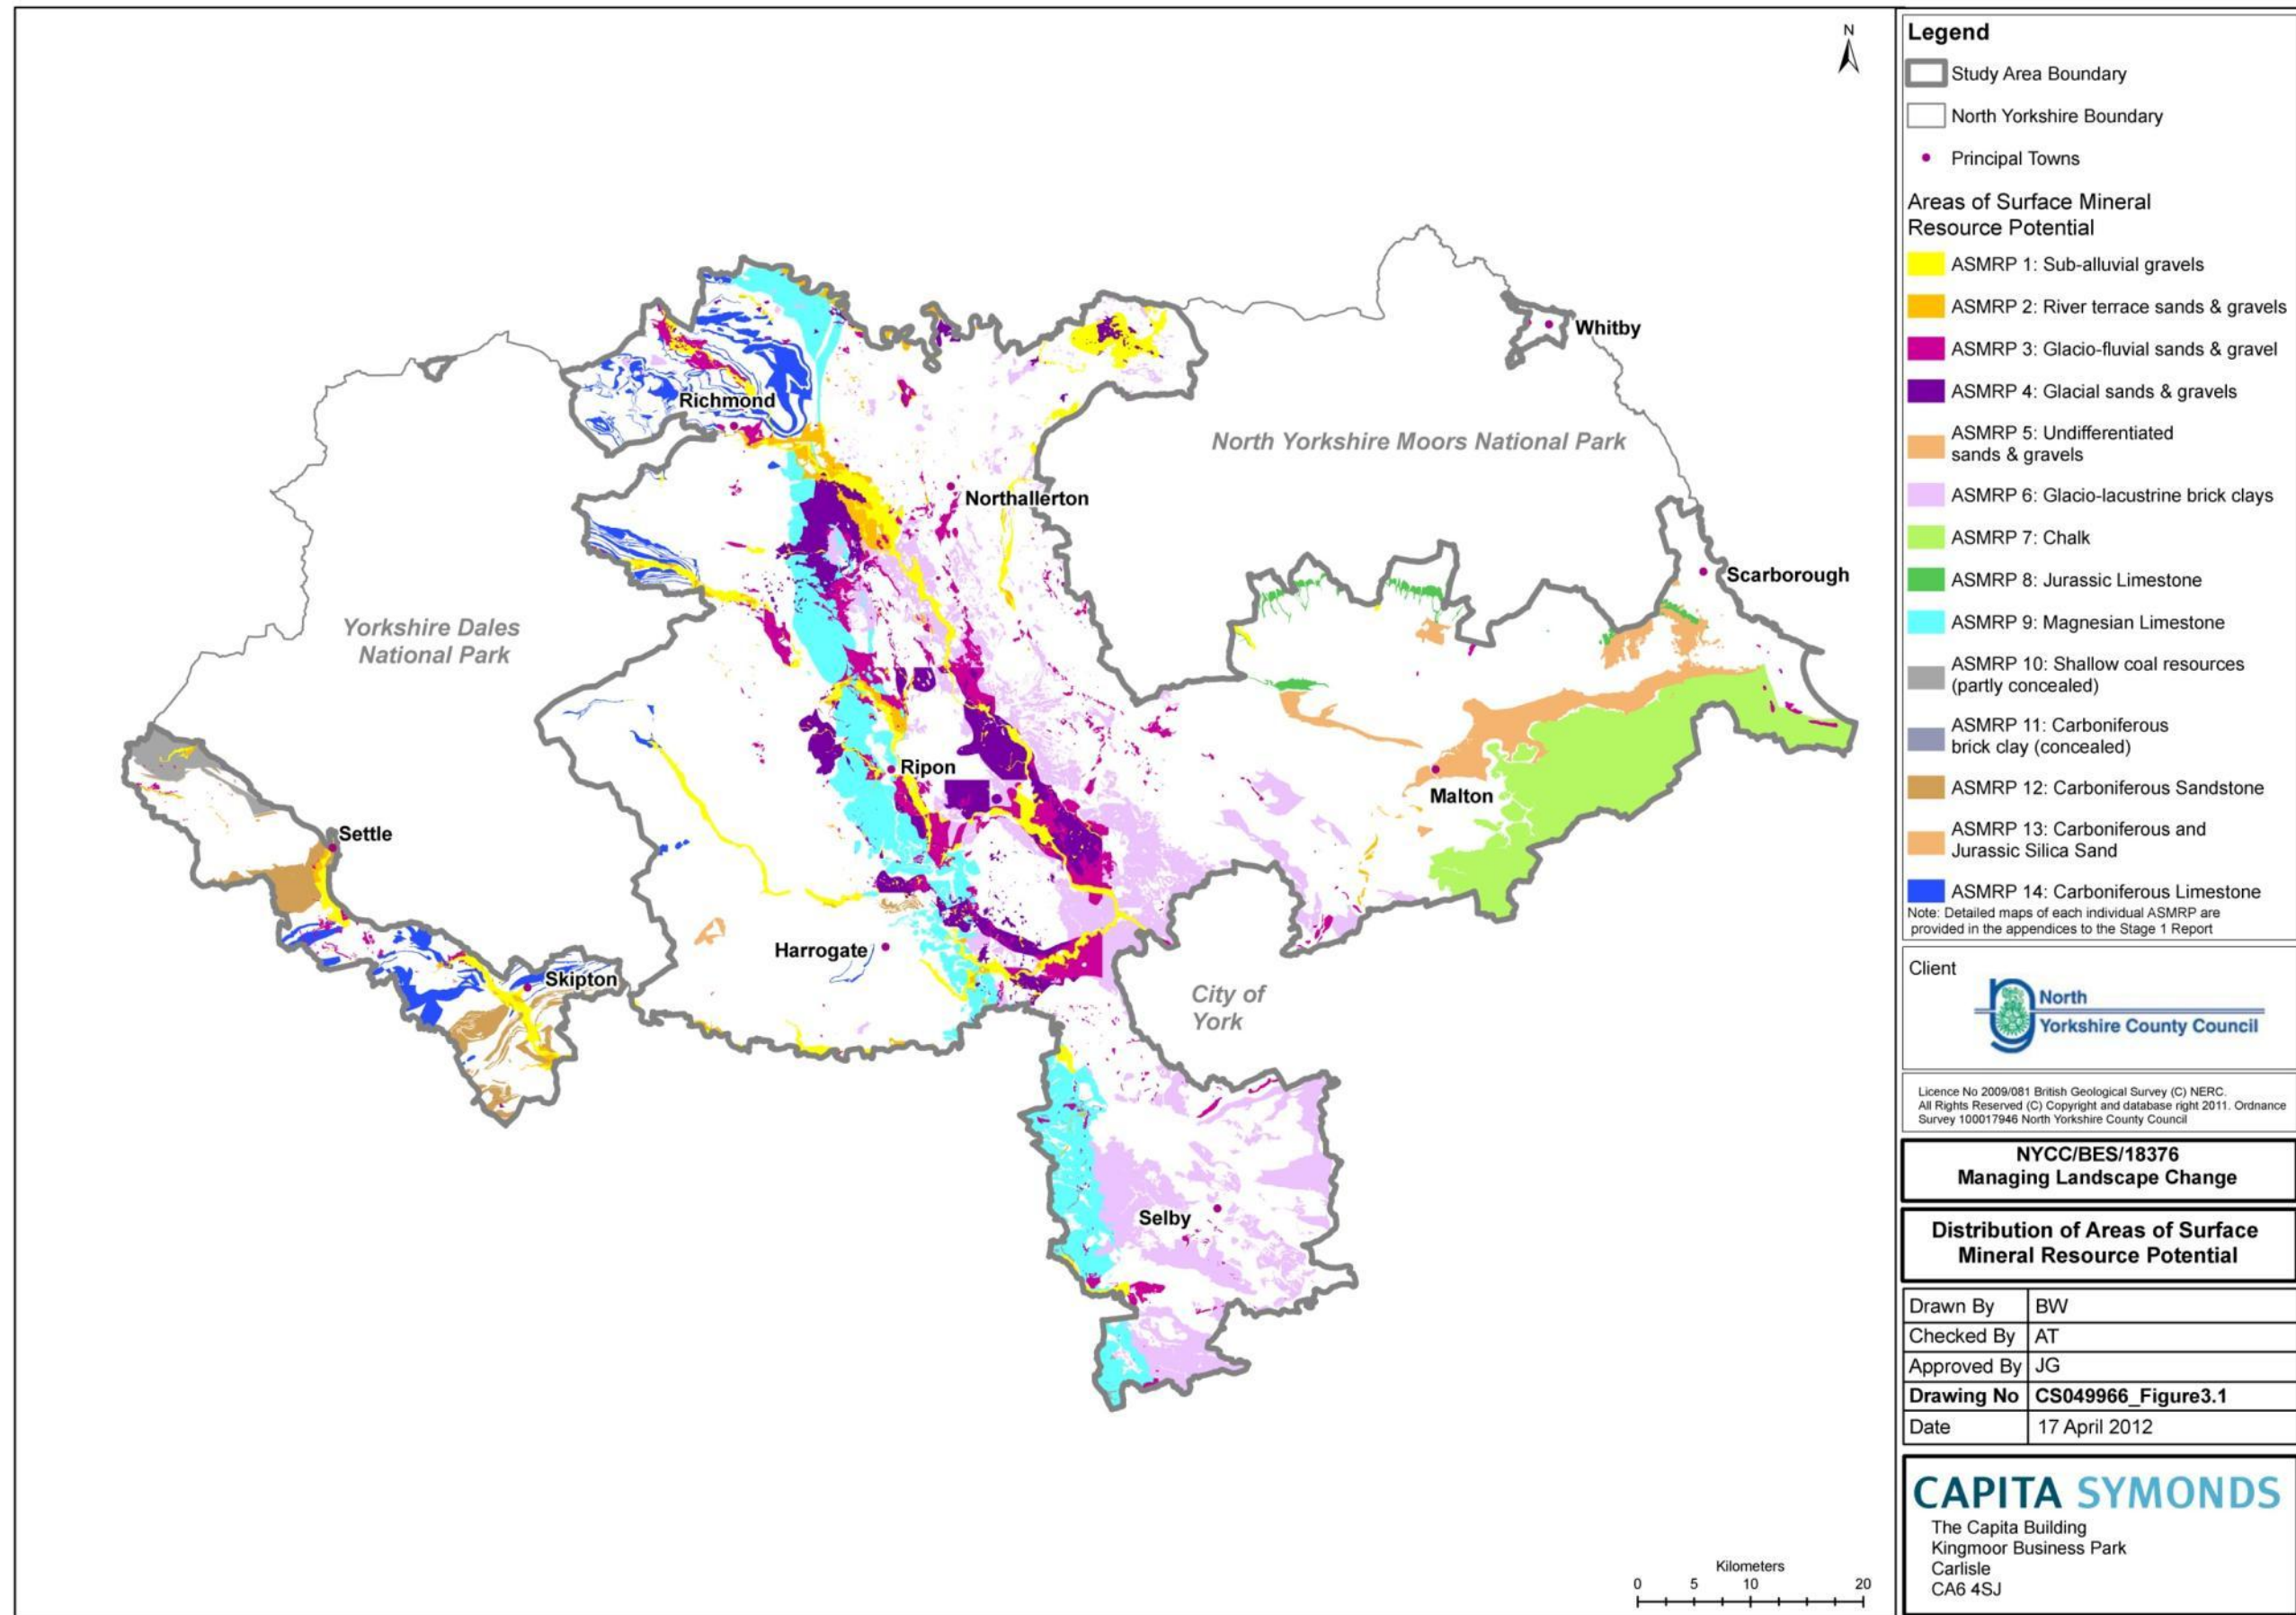 N
Whitby
Richmond
North Yorkshire Moors National Park
Northallerton
Scarborough
Yorkshire Dales
National Park
Ripon
Malton
Settle
Harrogate
Skipton
City of
York
Selby
Kilometers
0 5 10 20
Legend
Study Area Boundary
North Yorkshire Boundary
Principal Towns
Areas of Surface Mineral
Resource Potential
ASMRP 1: Sub-alluvial gravels
ASMRP 2: River terrace sands & gravels
ASMRP 3: Glacio-fluvial sands & gravel
ASMRP 4: Glacial sands & gravels
ASMRP 5: Undifferentiated
sands & gravels
ASMRP 6: Glacio-lacustrine brick clays
ASMRP 7: Chalk
ASMRP 8: Jurassic Limestone
ASMRP 9: Magnesian Limestone
ASMRP 10: Shallow coal resources
(partly concealed)
ASMRP 11: Carboniferous
brick clay (concealed)
ASMRP 12: Carboniferous Sandstone
ASMRP 13: Carboniferous and
Jurassic Silica Sand
ASMRP 14: Carboniferous Limestone
Note: Detailed maps of each individual ASMRP are
provided in the appendices to the Stage 1 Report
Client
North
Yorkshire County Council
Licence No 2009/081 British Geological Survey (C) NERC.
All Rights Reserved (C) Copyright and database right 2011. Ordnance
Survey 100017946 North Yorkshire County Council
NYCC/BES/18376
Managing Landscape Change
Distribution of Areas of Surface
Mineral Resource Potential
Drawn By BW
Checked By AT
Approved By JG
Drawing No CS049966_Figure3.1
Date 17 April 2012
CAPITA SYMONDS
The Capita Building
Kingmoor Business Park
Carlisle
CA6 4SJ